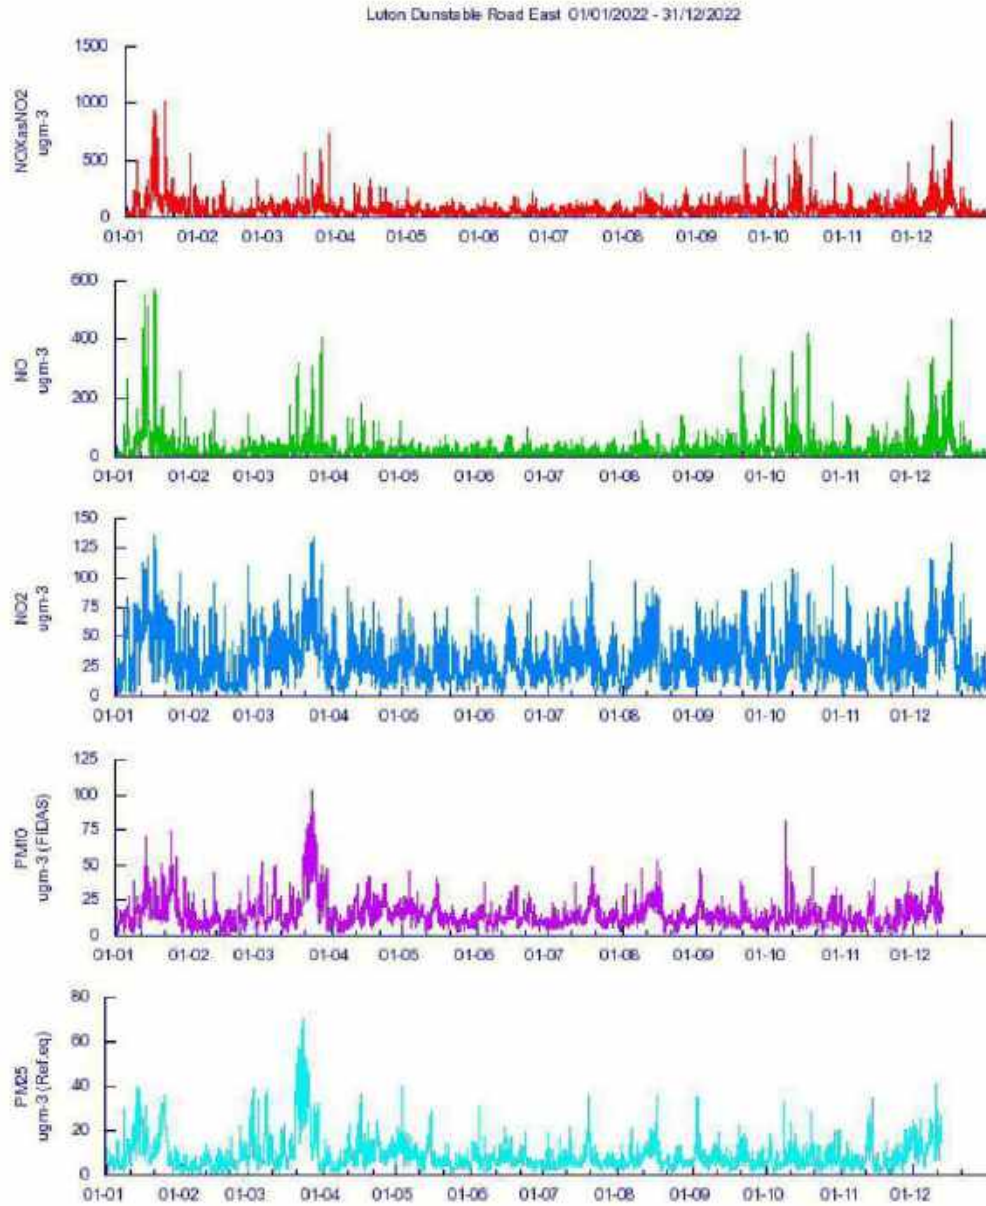 Luton Dunstable Road East 01/01/2022 - 31/12/2022
NOXasNO2
ugm-3
1500
1000
500
0
01-01 01-02 01-03 01-04 01-05 01-06 01-07 01-08 01-09 01-10 01-11 01-12
NO
ugm-3
600
400
200
0
01-01 01-02 01-03 01-04 01-05 01-06 01-07 01-08 01-09 01-10 01-11 01-12
NO2
ugm-3
150
125
100
75
50
25
0
01-01 01-02 01-03 01-04 01-05 01-06 01-07 01-08 01-09 01-10 01-11 01-12
PM10
ugm-3 (FIDAS)
125
100
75
50
25
0
01-01 01-02 01-03 01-04 01-05 01-06 01-07 01-08 01-09 01-10 01-11 01-12
PM25
ugm-3 (Ref.eq)
80
60
40
20
0
01-01 01-02 01-03 01-04 01-05 01-06 01-07 01-08 01-09 01-10 01-11 01-12